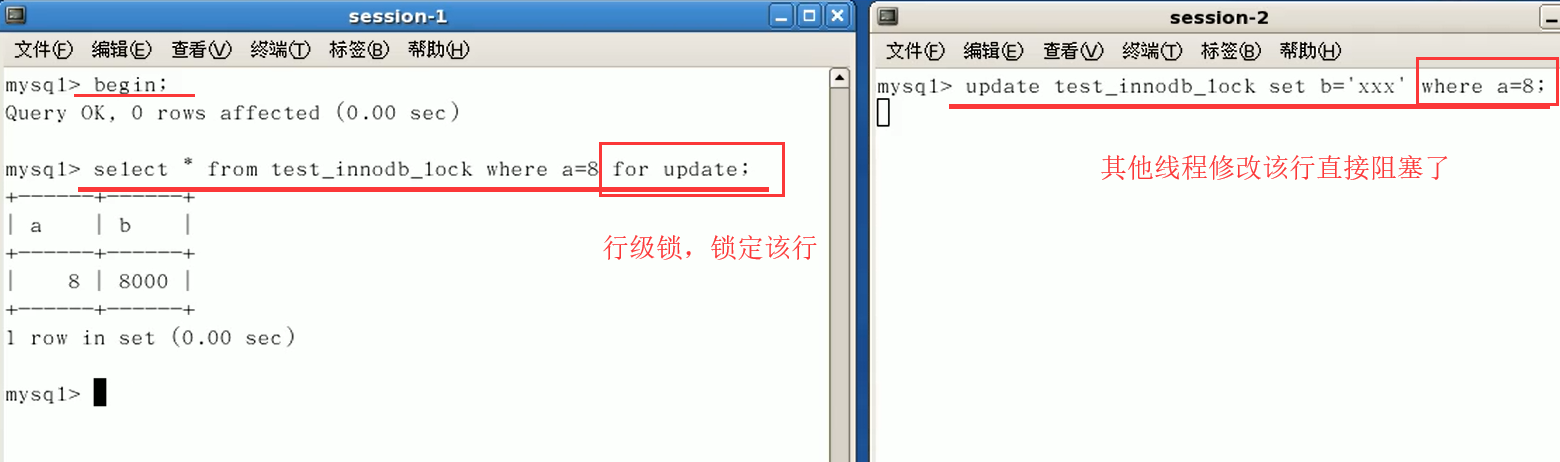 session-1
文件(F) 编辑(E) 查看(V) 终端(T) 标签(B) 帮助(H)
mysql> begin;
Query OK, 0 rows affected (0.00 sec)
mysql> select * from test_innodb_lock where a=8 for update;
+------+------+
| a    | b    |
+------+------+
|    8 | 8000 |
+------+------+
1 row in set (0.00 sec)
mysql>
行级锁，锁定该行
session-2
文件(F) 编辑(E) 查看(V) 终端(T) 标签(B) 帮助(H)
mysql> update test_innodb_lock set b='xxx' where a=8;
其他线程修改该行直接阻塞了